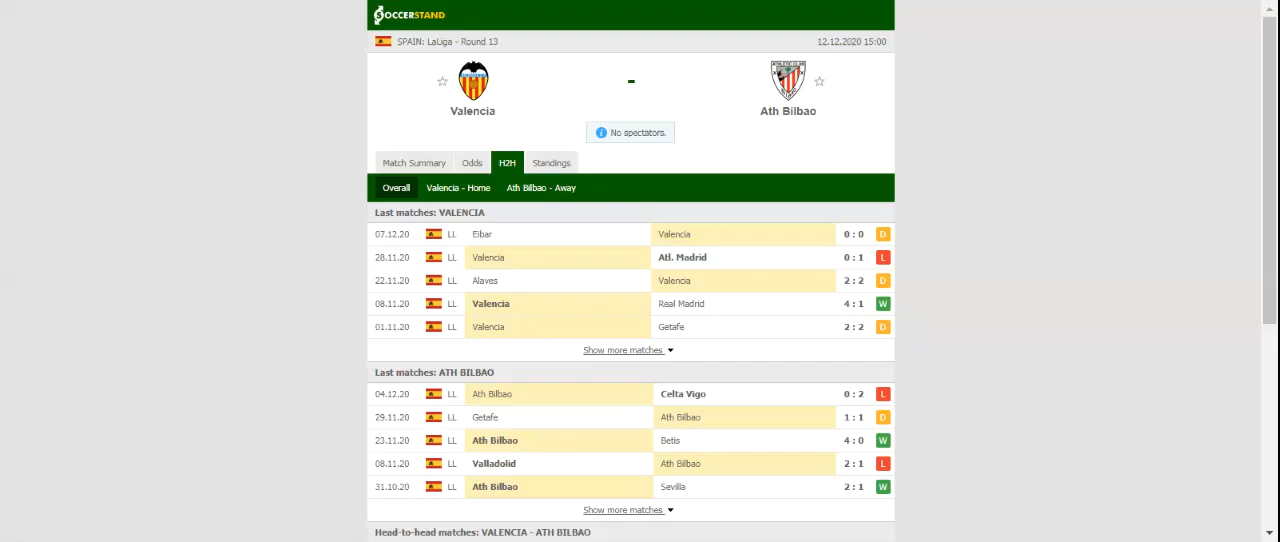 SOCCERSTAND
SPAIN: LaLiga - Round 13 12.12.2020 15:00
-
Valencia Ath Bilbao
No spectators.
Match Summary Odds H2H Standings
Overall Valencia - Home Ath Bilbao - Away
Last matches: VALENCIA
07.12.20 LL Eibar Valencia 0 : 0 D
28.11.20 LL Valencia Atl. Madrid 0 : 1 L
22.11.20 LL Alaves Valencia 2 : 2 D
08.11.20 LL Valencia Real Madrid 4 : 1 W
01.11.20 LL Valencia Getafe 2 : 2 D
Show more matches
Last matches: ATH BILBAO
04.12.20 LL Ath Bilbao Celta Vigo 0 : 2 L
29.11.20 LL Getafe Ath Bilbao 1 : 1 D
23.11.20 LL Ath Bilbao Betis 4 : 0 W
08.11.20 LL Valladolid Ath Bilbao 2 : 1 L
31.10.20 LL Ath Bilbao Sevilla 2 : 1 W
Show more matches
Head-to-head matches: VALENCIA - ATH BILBAO